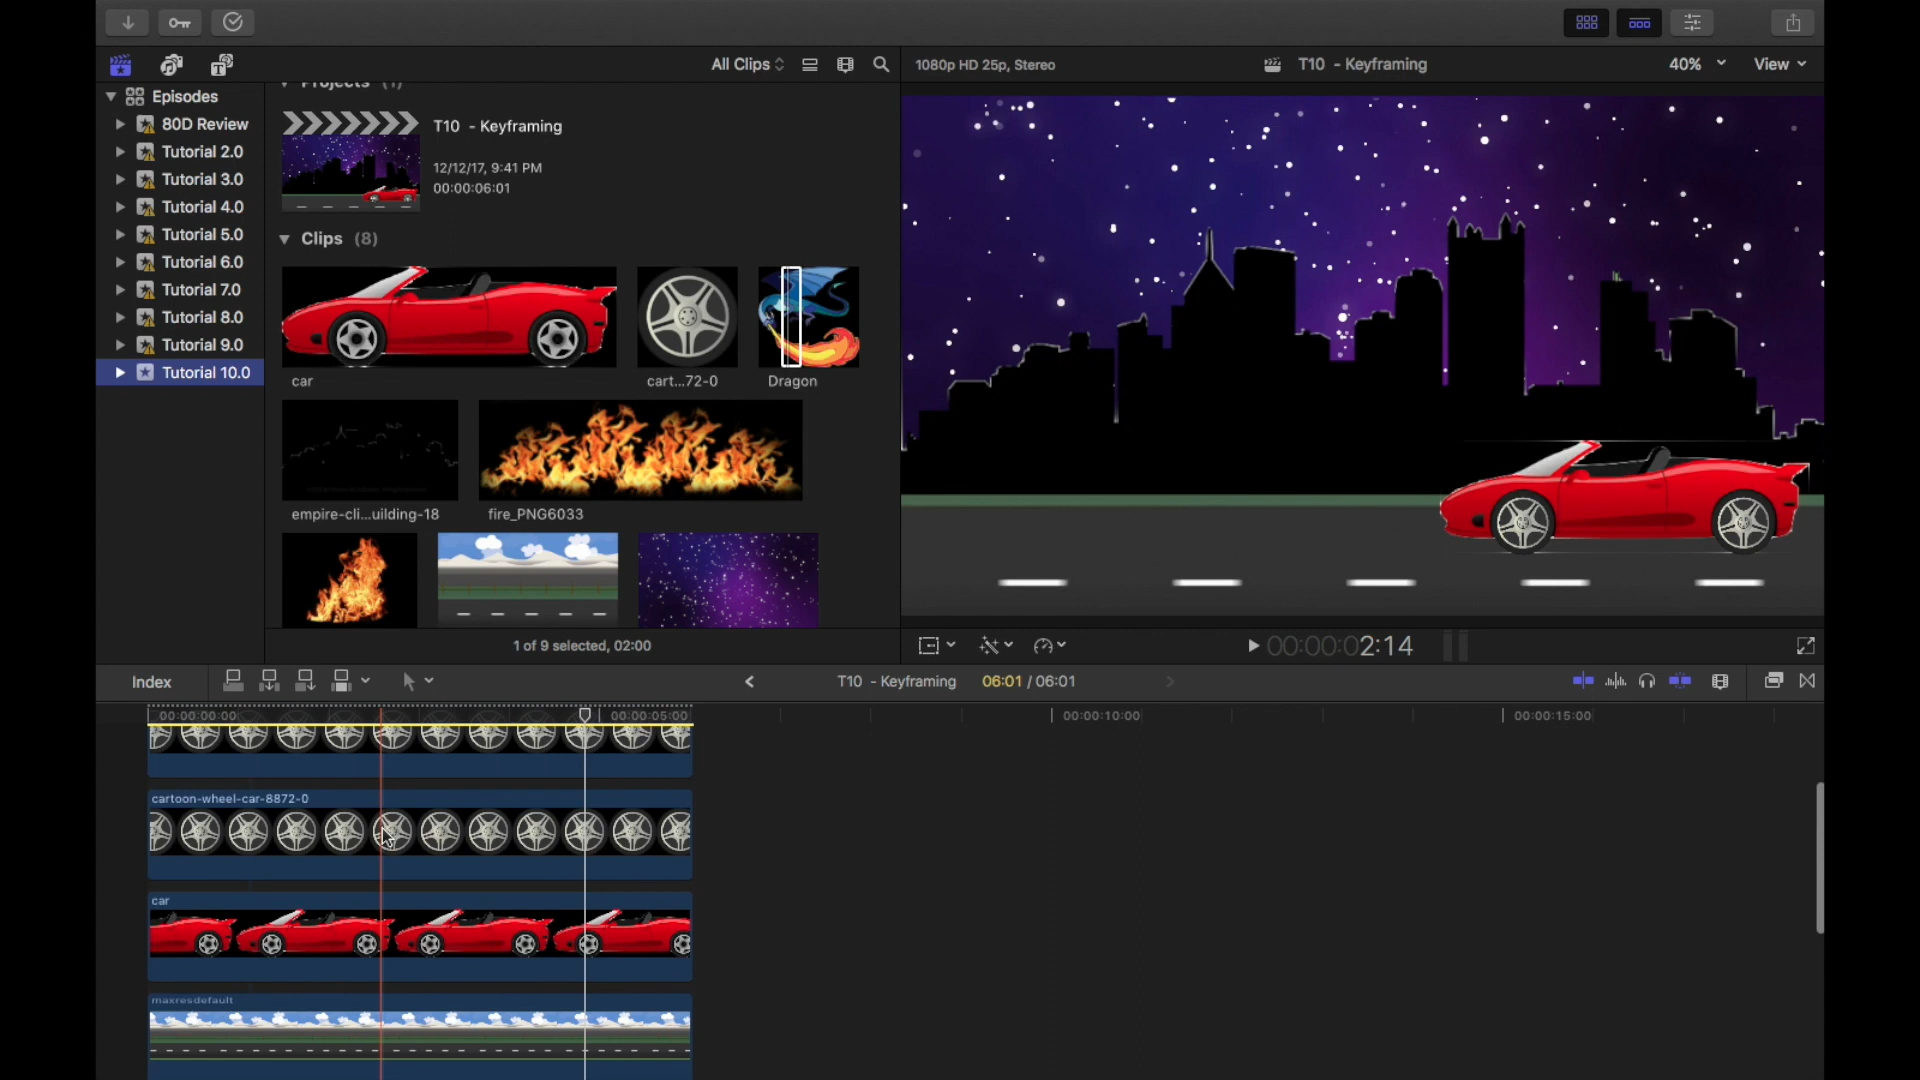 All Clips
1080p HD 25p, Stereo
T10 - Keyframing
40%
View
Episodes
80D Review
Tutorial 2.0
Tutorial 3.0
Tutorial 4.0
Tutorial 5.0
Tutorial 6.0
Tutorial 7.0
Tutorial 8.0
Tutorial 9.0
Tutorial 10.0
Projects (1)
T10 - Keyframing
12/12/17, 9:41 PM
00:00:06:01
Clips (8)
car
cart...72-0
Dragon
empire-cli...uilding-18
fire_PNG6033
1 of 9 selected, 02:00
00:00:02:14
Index
T10 - Keyframing
06:01 / 06:01
00:00:00:00
00:00:05:00
00:00:10:00
00:00:15:00
cartoon-wheel-car-8872-0
car
maxresdefault